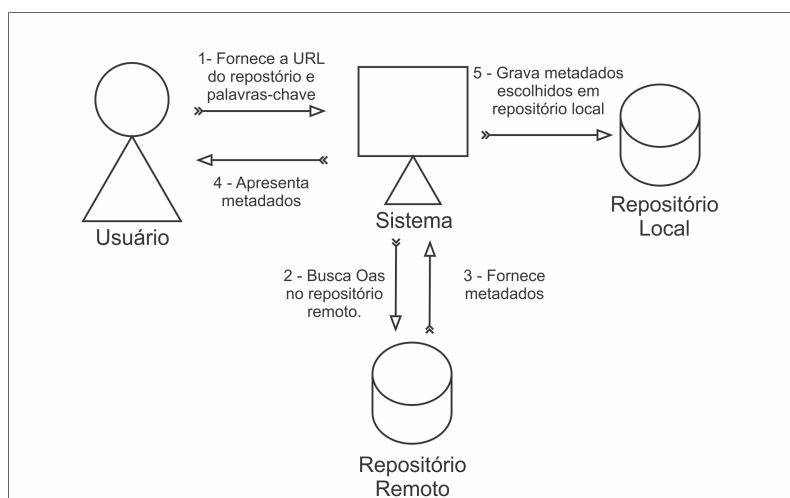 1- Fornece a URL
do repostório e
palavras-chave
5 - Grava metadados
escolhidos em
repositório local
4 - Apresenta
metadados
Usuário
Sistema
Repositório
Local
2 - Busca Oas
no repositório
remoto.
3 - Fornece
metadados
Repositório
Remoto